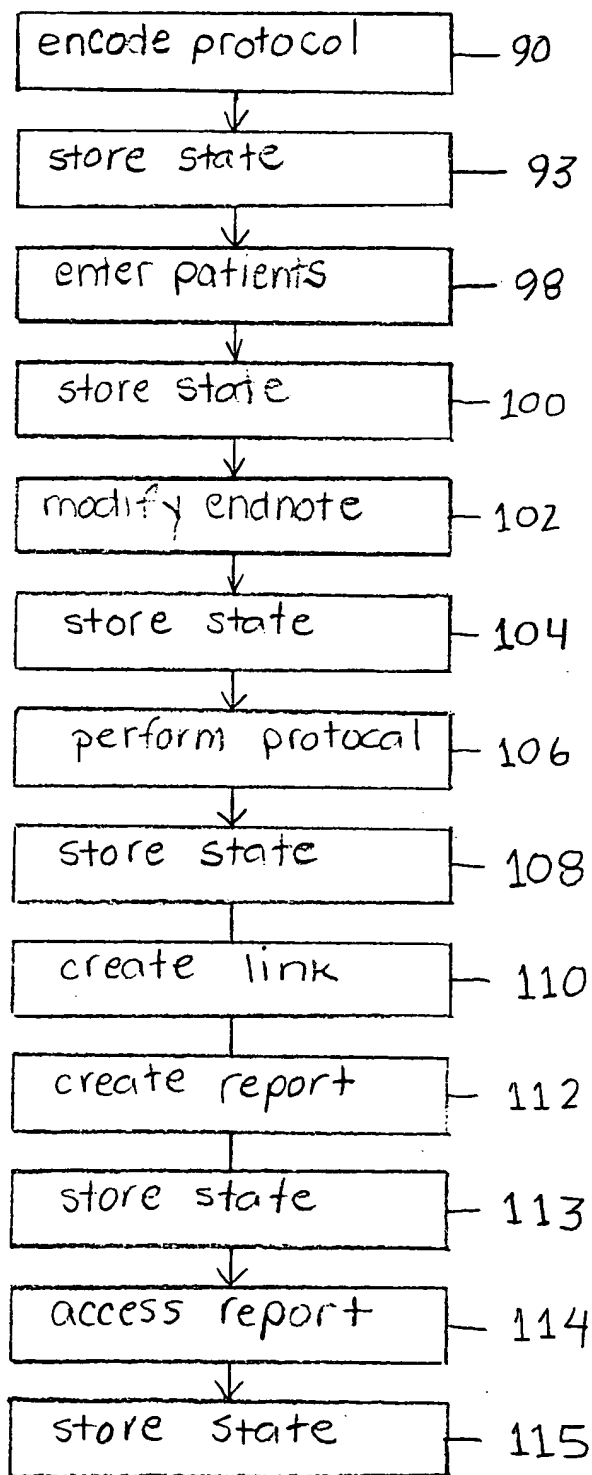 encode protocol 90
store state 93
enter patients 98
store state 100
modify endnote 102
store state 104
perform protocal 106
store state 108
create link 110
create report 112
store state 113
access report 114
store state 115